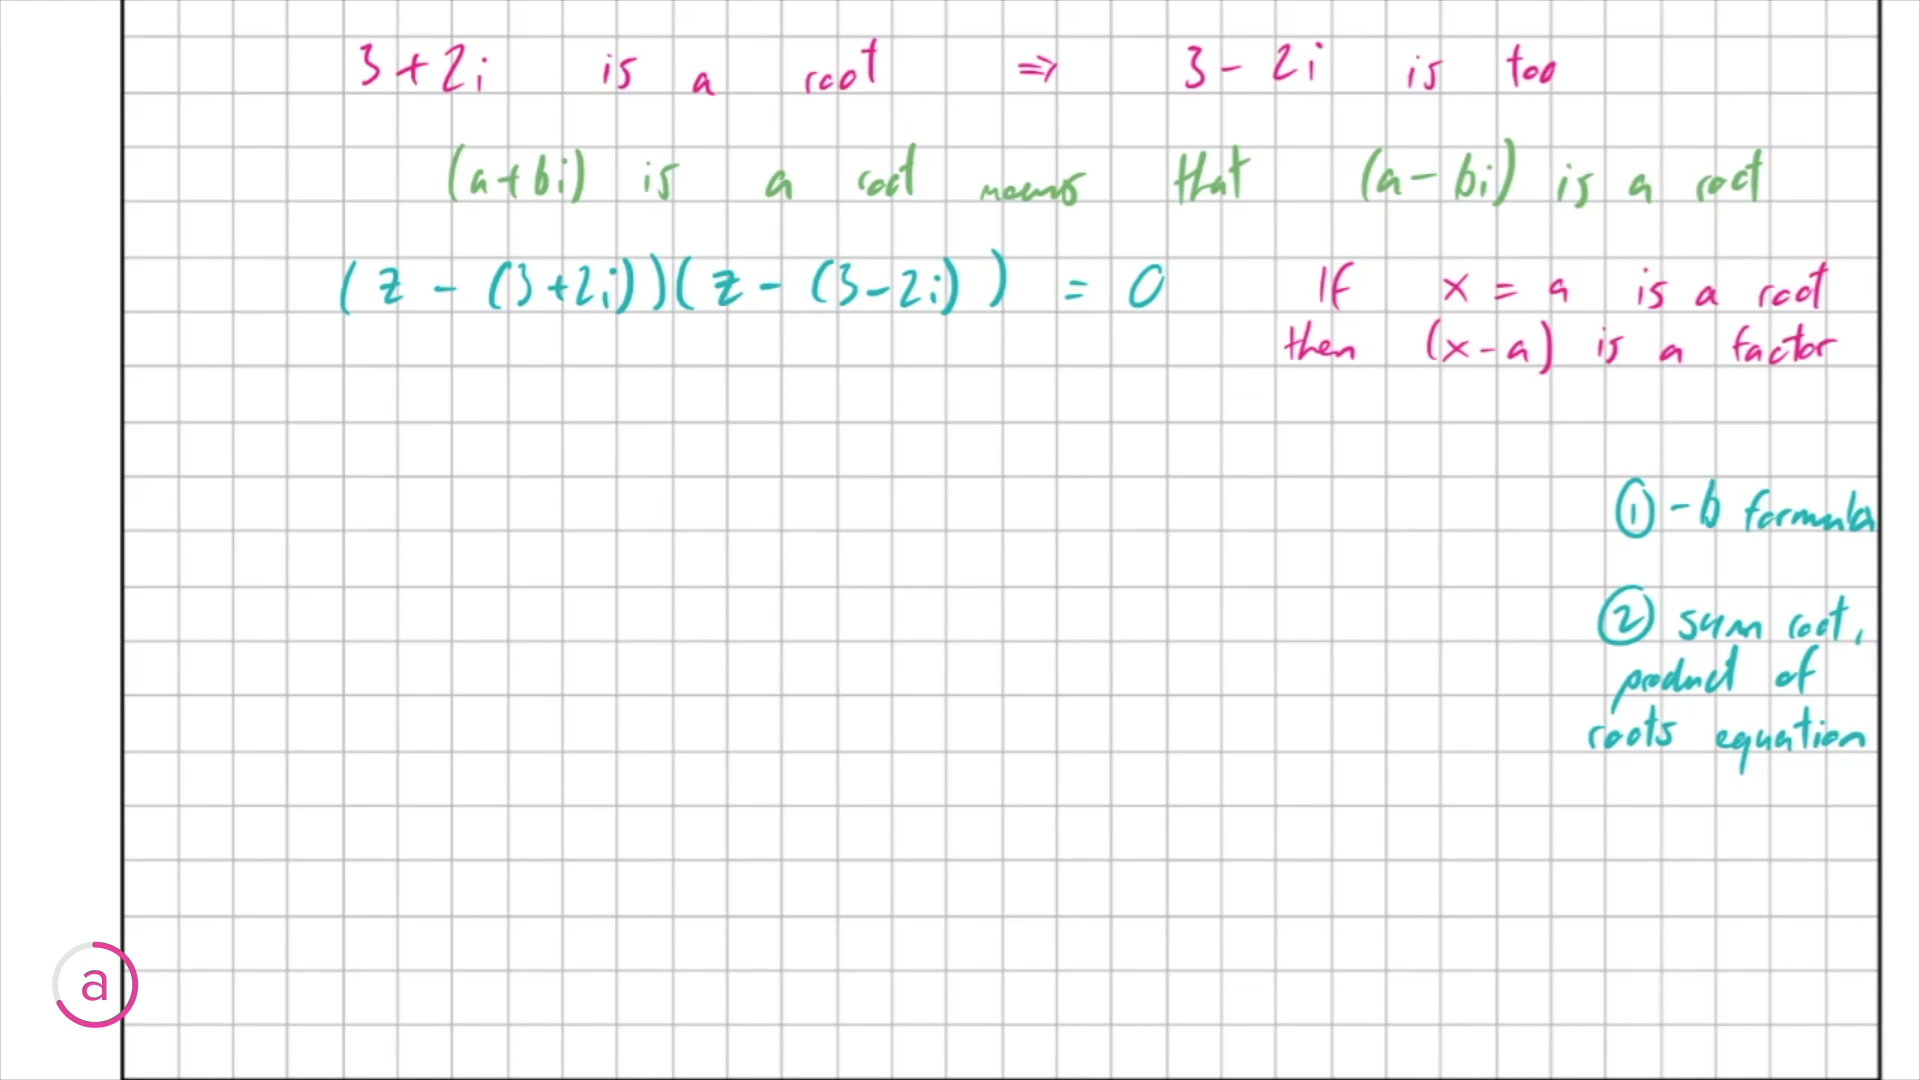 3+2i is a root ⇒ 3-2i is too
(a+bi) is a root means that (a-bi) is a root
(z-(3+2i))(z-(3-2i)) = 0
If x = a is a root
then (x-a) is a factor
① -b formula
② sum root,
product of
roots equation
a